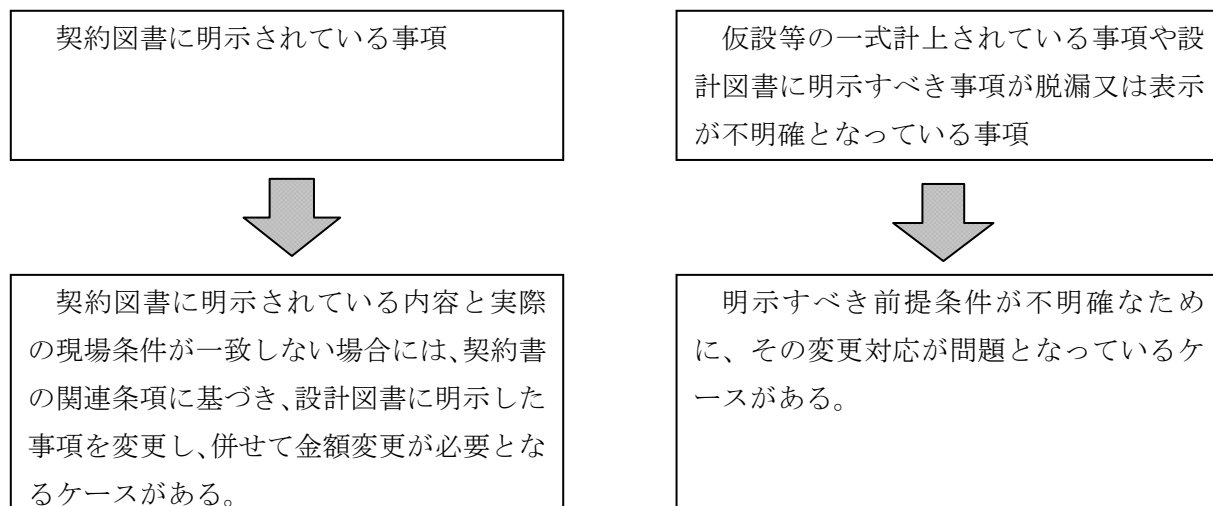 契約図書に明示されている事項
仮設等の一式計上されている事項や設
計図書に明示すべき事項が脱漏又は表示
が不明確となっている事項
契約図書に明示されている内容と実際
の現場条件が一致しない場合には、契約書
の関連条項に基づき、設計図書に明示した
事項を変更し、併せて金額変更が必要とな
るケースがある。
明示すべき前提条件が不明確なため
に、その変更対応が問題となっているケ
ースがある。